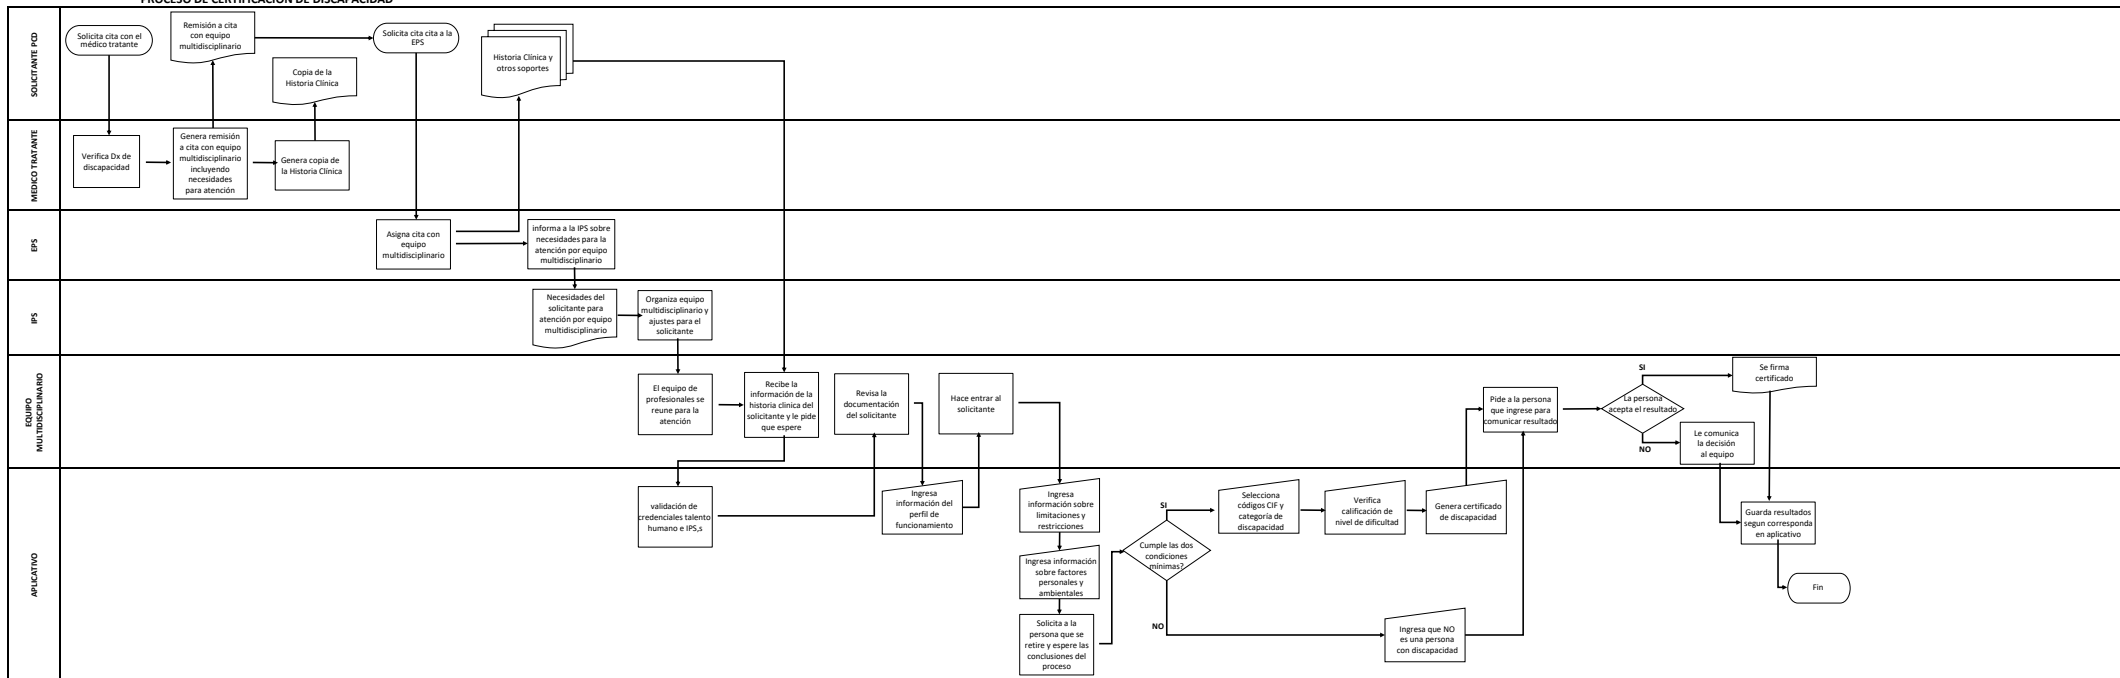 PROCESO DE CERTIFICACIÓN DE DISCAPACIDAD
SOLICITANTE PCD
Solicita cita con el
médico tratante
Remisión a cita
con equipo
multidisciplinario
Copia de la
Historia Clínica
Solicita cita cita a la
EPS
Historia Clínica y
otros soportes
MEDICO TRATANTE
Verifica Dx de
discapacidad
Genera remisión
a cita con equipo
multidisciplinario
incluyendo
necesidades
para atención
Genera copia de
la Historia Clínica
EPS
Asigna cita con
equipo
multidisciplinario
informa a la IPS sobre
necesidades para la
atención por equipo
multidisciplinario
IPS
Necesidades del
solicitante para
atención por equipo
multidisciplinario
Organiza equipo
multidisciplinario y
ajustes para el
solicitante
EQUIPO
MULTIDISCIPLINARIO
El equipo de
profesionales se
reune para la
atención
Recibe la
información de la
historia clinica del
solicitante y le pide
que espere
Revisa la
documentación
del solicitante
Hace entrar al
solicitante
Pide a la persona
que ingrese para
comunicar resultado
La persona
acepta el resultado
SI
Se firma
certificado
NO
Le comunica
la decisión
al equipo
APLICATIVO
validación de
credenciales talento
humano e IPS,s
Ingresa
información del
perfil de
funcionamiento
Ingresa
información sobre
limitaciones y
restricciones
Ingresa información
sobre factores
personales y
ambientales
Solicita a la
persona que se
retire y espere las
conclusiones del
proceso
Cumple las dos
condiciones
mínimas?
SI
Selecciona
códigos CIF y
categoría de
discapacidad
Verifica
calificación de
nivel de dificultad
Genera certificado
de discapacidad
NO
Ingresa que NO
es una persona
con discapacidad
Guarda resultados
segun corresponda
en aplicativo
Fin